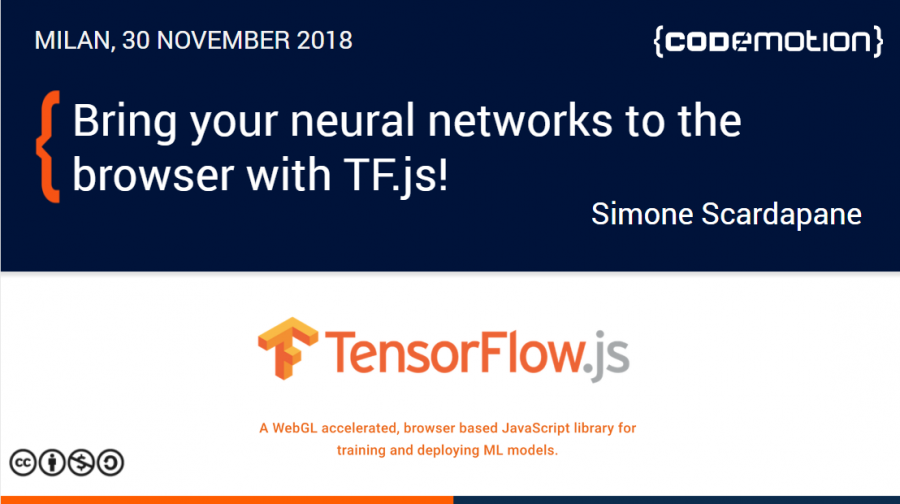 MILAN, 30 NOVEMBER 2018
{CODEMOTION}
Bring your neural networks to the
browser with TF.js!
Simone Scardapane
TensorFlow.js
A WebGL accelerated, browser based JavaScript library for
training and deploying ML models.
cc